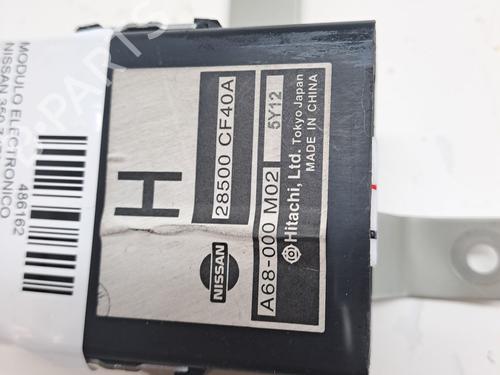 MODULO ELECTRONICO
NISSAN 350
486162
H
28500 CF40A
NISSAN
A68-000 M02
5Y12
Hitachi, Ltd. Tokyo Japan
MADE IN CHINA
PARTS